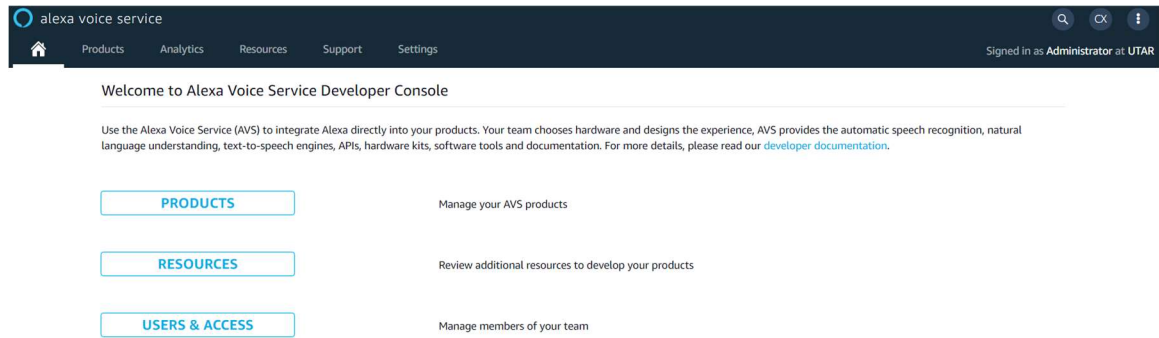 alexa voice service
CX
Products Analytics Resources Support Settings
Signed in as Administrator at UTAR
Welcome to Alexa Voice Service Developer Console
Use the Alexa Voice Service (AVS) to integrate Alexa directly into your products. Your team chooses hardware and designs the experience, AVS provides the automatic speech recognition, natural
language understanding, text-to-speech engines, APIs, hardware kits, software tools and documentation. For more details, please read our developer documentation.
PRODUCTS Manage your AVS products
RESOURCES Review additional resources to develop your products
USERS & ACCESS Manage members of your team